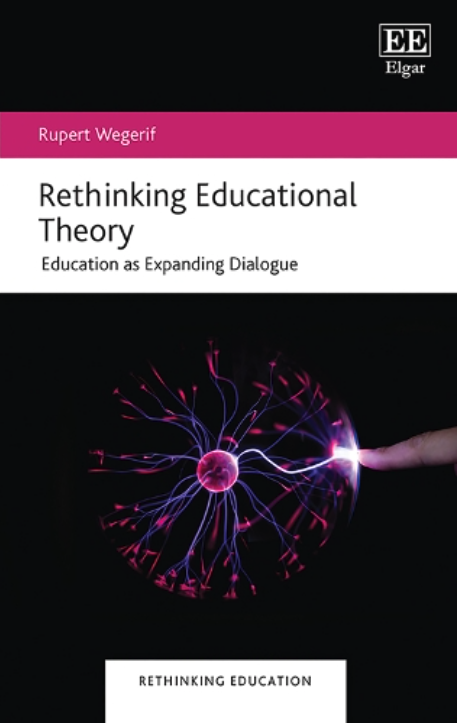 EE
Elgar
Rupert Wegerif
Rethinking Educational
Theory
Education as Expanding Dialogue
RETHINKING EDUCATION